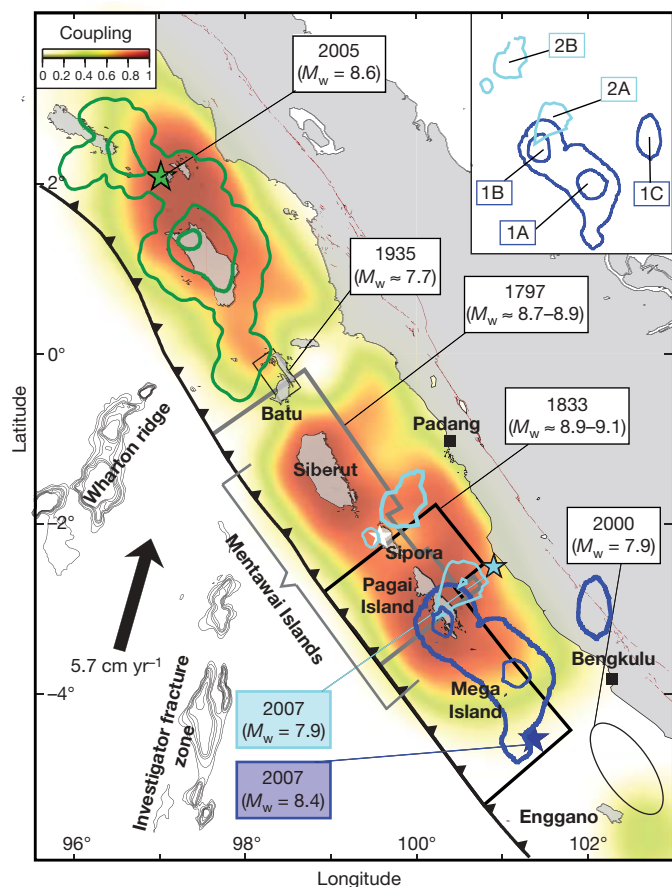 Coupling
0 0.2 0.4 0.6 0.8 1
2005
(Mw = 8.6)
2B
2A
1B
1C
1A
1935
(Mw ≈ 7.7)
1797
(Mw ≈ 8.7–8.9)
1833
(Mw ≈ 8.9–9.1)
2000
(Mw = 7.9)
2°
0°
–2°
–4°
Latitude
Batu
Padang
Siberut
Wharton ridge
Sipora
Pagai
Island
Mentawai Islands
5.7 cm yr⁻¹
Bengkulu
Mega
Island
2007
(Mw = 7.9)
2007
(Mw = 8.4)
Investigator fracture
zone
Enggano
96° 98° 100° 102°
Longitude